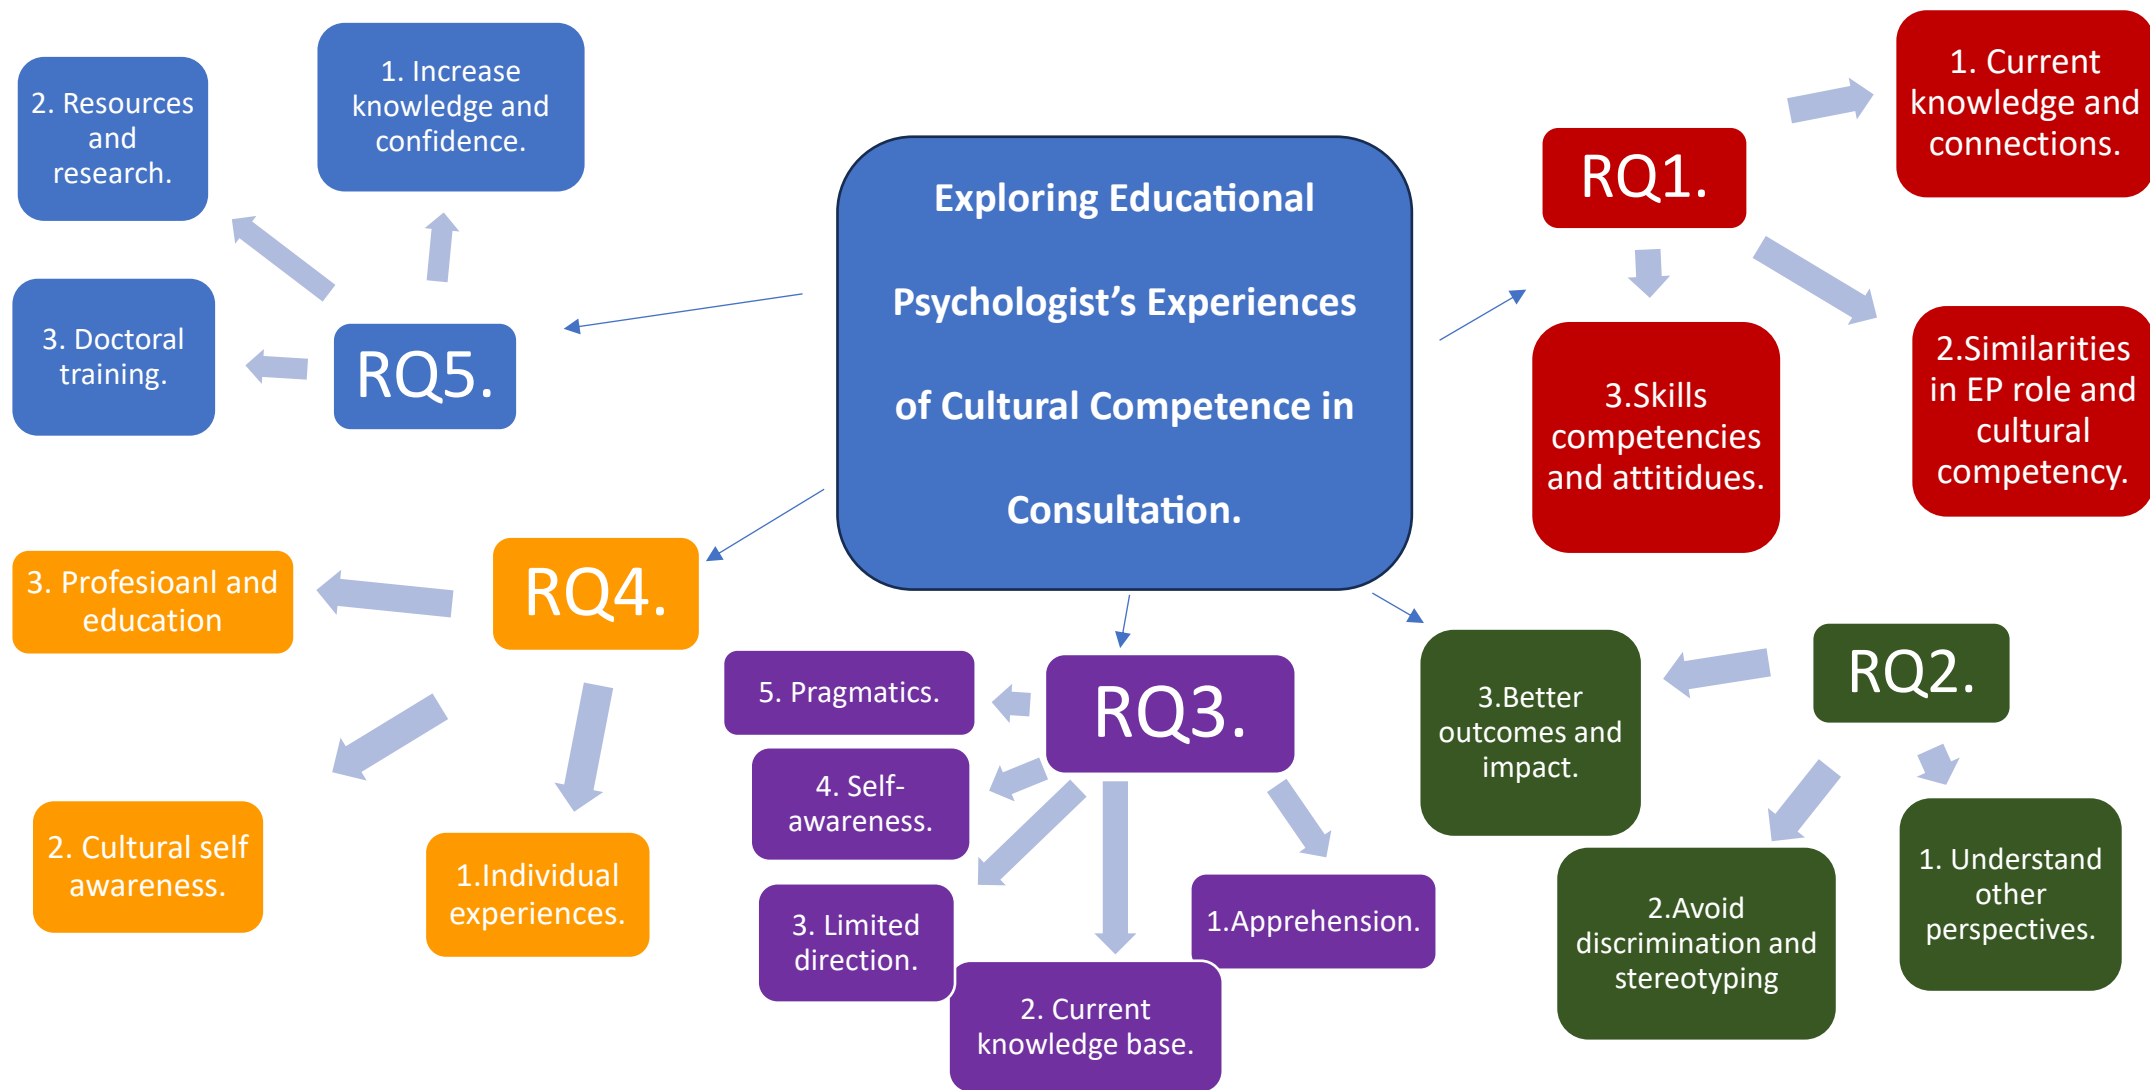 Exploring Educational
Psychologist’s Experiences
of Cultural Competence in
Consultation.
RQ1.
1. Current
knowledge and
connections.
2.Similarities
in EP role and
cultural
competency.
3.Skills
competencies
and attitidues.
RQ2.
1. Understand
other
perspectives.
2.Avoid
discrimination and
stereotyping
3.Better
outcomes and
impact.
RQ3.
1.Apprehension.
2. Current
knowledge base.
3. Limited
direction.
4. Self-
awareness.
5. Pragmatics.
RQ4.
1.Individual
experiences.
2. Cultural self
awareness.
3. Profesioanl and
education
RQ5.
1. Increase
knowledge and
confidence.
2. Resources
and
research.
3. Doctoral
training.